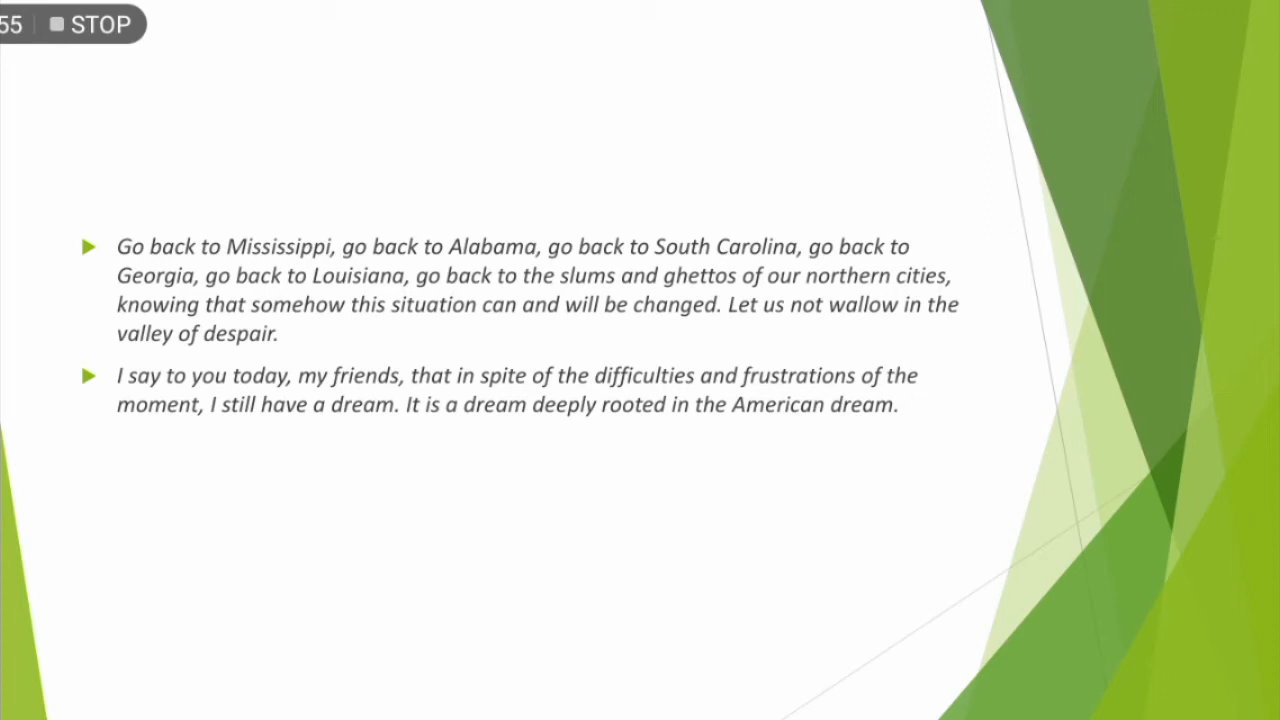 55 STOP
Go back to Mississippi, go back to Alabama, go back to South Carolina, go back to
Georgia, go back to Louisiana, go back to the slums and ghettos of our northern cities,
knowing that somehow this situation can and will be changed. Let us not wallow in the
valley of despair.
I say to you today, my friends, that in spite of the difficulties and frustrations of the
moment, I still have a dream. It is a dream deeply rooted in the American dream.